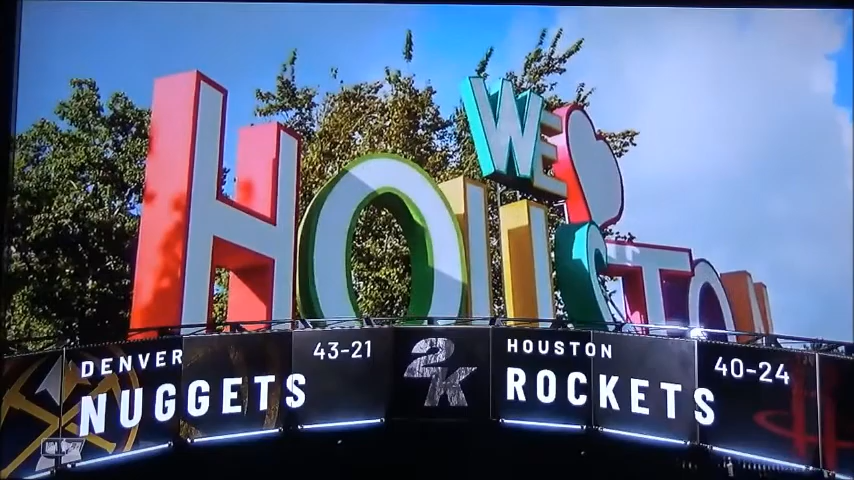 WE
HOUSTON
DENVER
NUGGETS
43-21
2K
HOUSTON
ROCKETS
40-24